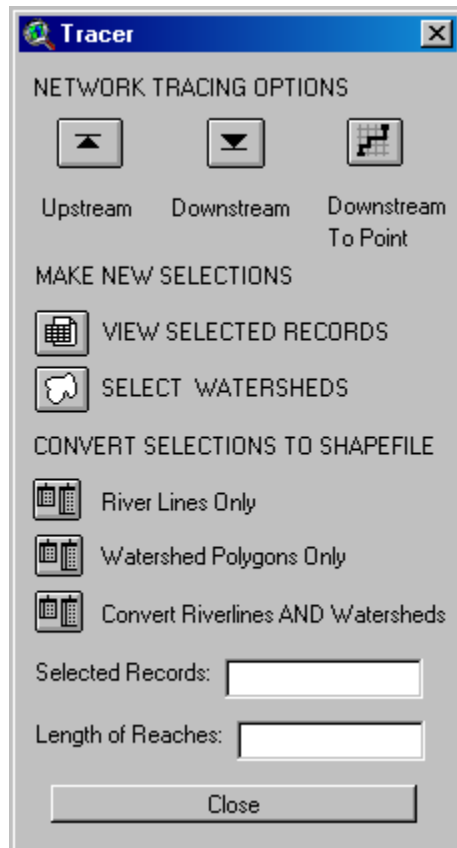 Tracer
NETWORK TRACING OPTIONS
Upstream
Downstream
Downstream
To Point
MAKE NEW SELECTIONS
VIEW SELECTED RECORDS
SELECT WATERSHEDS
CONVERT SELECTIONS TO SHAPEFILE
River Lines Only
Watershed Polygons Only
Convert Riverlines AND Watersheds
Selected Records:
Length of Reaches:
Close